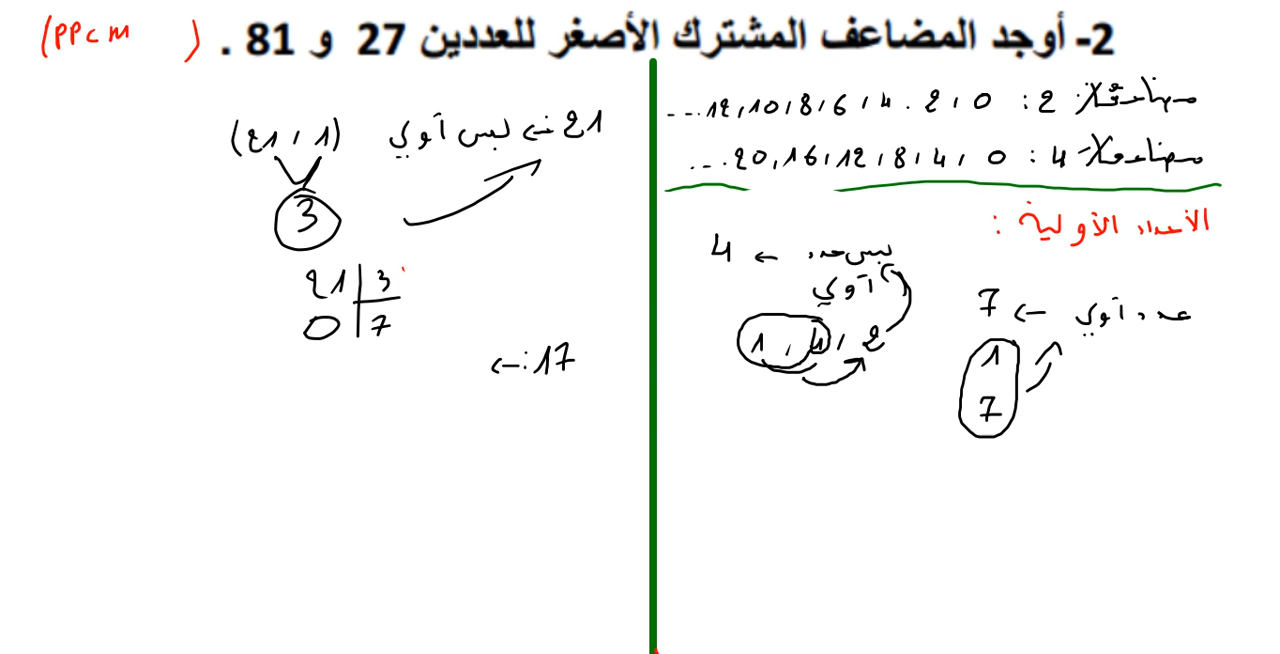 2- أوجد المضاعف المشترك الأصغر للعددين 27 و 81 . (PPcM)
مضاعفات 2 : 0 ، 2 ، 4 ، 6 ، 8 ، 10 ، 12 ...
مضاعفات 4 : 0 ، 4 ، 8 ، 12 ، 16 ، 20 ...
الأعداد الأولية :
7 ← عدد أولي
1
7
4 ← ليس عدد
أولي
1 , 4 , 2
21 ← ليس أولي
(21 , 1)
3
21 | 3
0 | 7
17 : ←